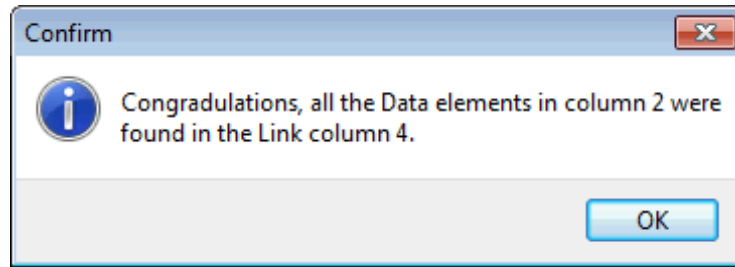 Confirm
Congradulations, all the Data elements in column 2 were
found in the Link column 4.
OK